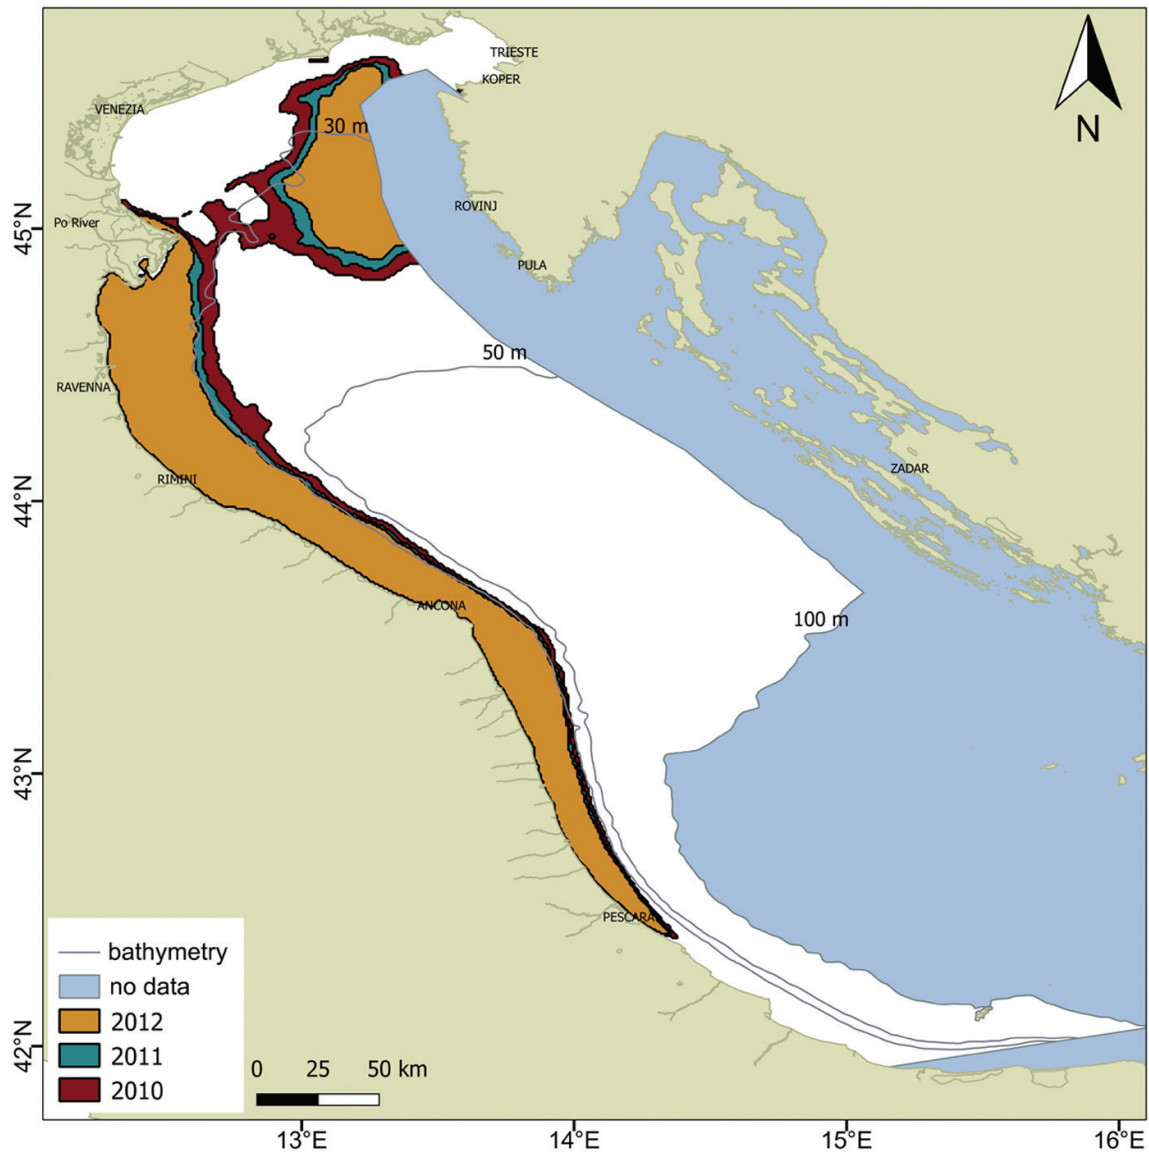 TRIESTE
KOPER
VENEZIA
30 m
N
ROVINJ
Po River
45°N
PULA
50 m
RAVENNA
ZADAR
RIMINI
44°N
ANCONA
100 m
43°N
PESCARA
bathymetry
no data
2012
2011
2010
42°N
0 25 50 km
13°E 14°E 15°E 16°E